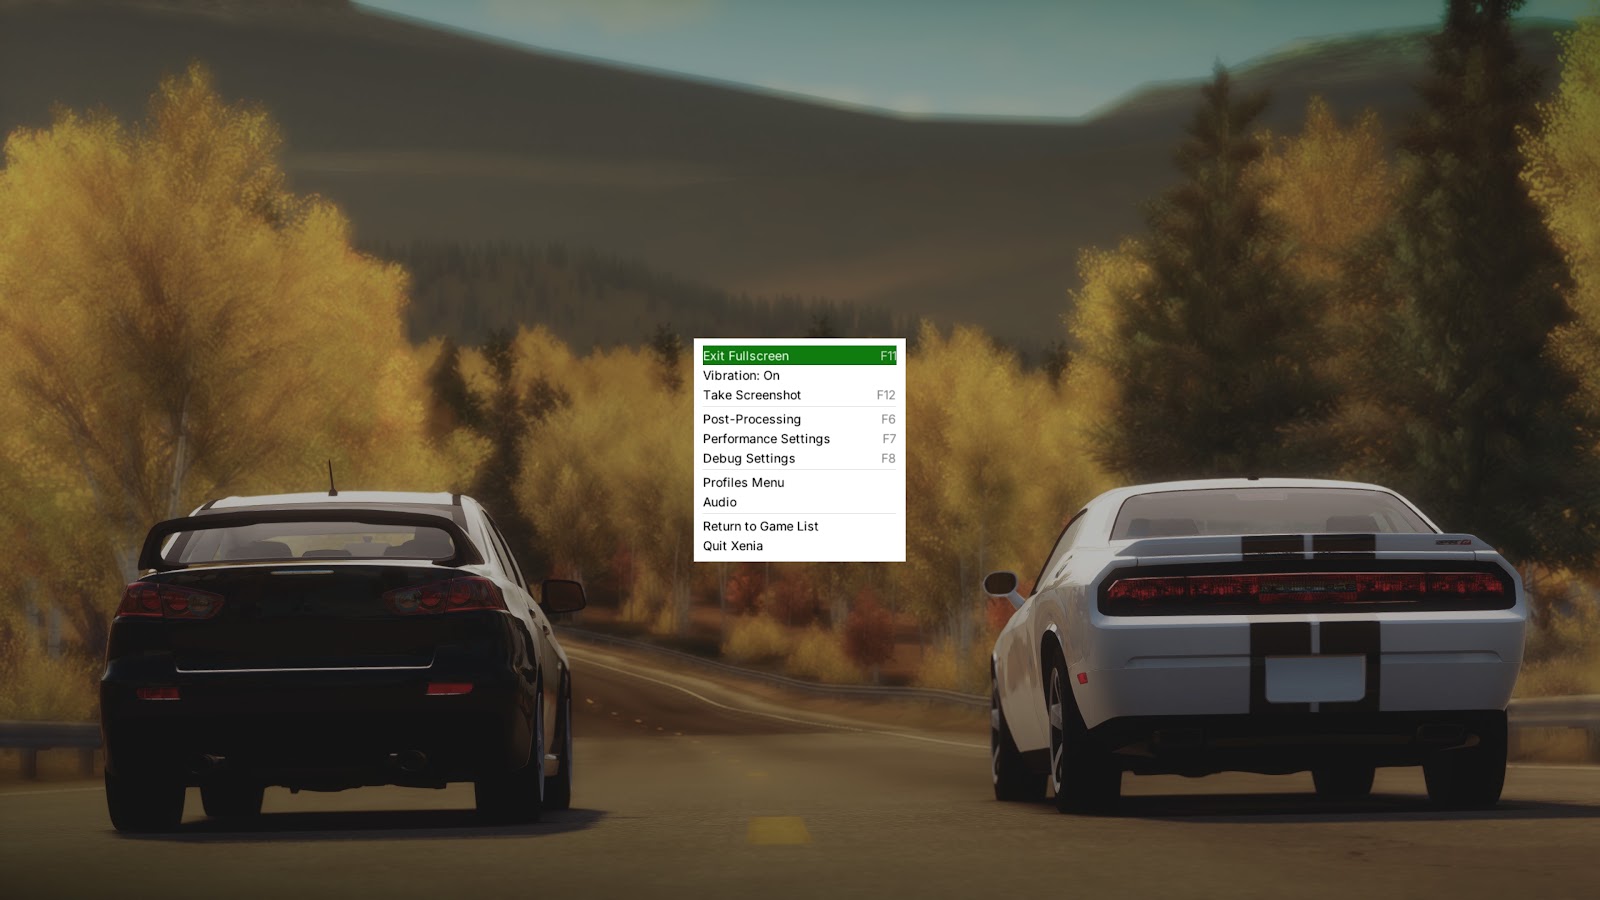 Exit Fullscreen F11
Vibration: On
Take Screenshot F12
Post-Processing F6
Performance Settings F7
Debug Settings F8
Profiles Menu
Audio
Return to Game List
Quit Xenia